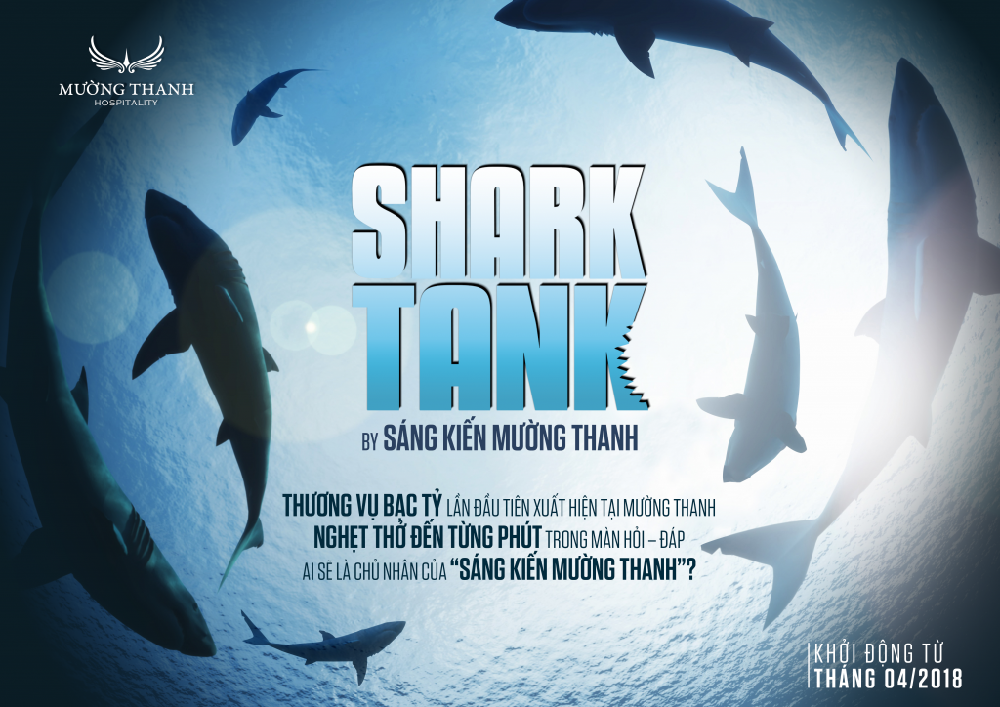 MƯỜNG THANH
HOSPITALITY
SHARK
TANK
BY SÁNG KIẾN MƯỜNG THANH
THƯƠNG VỤ BẠC TỶ LẦN ĐẦU TIÊN XUẤT HIỆN TẠI MƯỜNG THANH
NGHẸT THỞ ĐẾN TỪNG PHÚT TRONG MÀN HỎI – ĐÁP
AI SẼ LÀ CHỦ NHÂN CỦA “SÁNG KIẾN MƯỜNG THANH”?
KHỞI ĐỘNG TỪ
THÁNG 04/2018